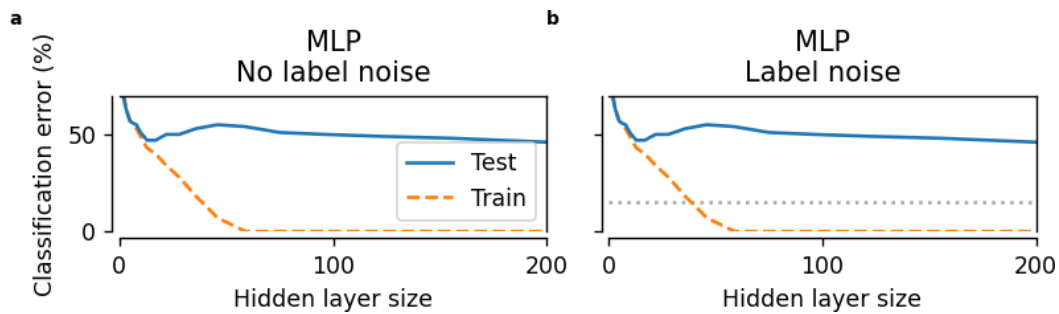 a
MLP
No label noise
Classification error (%)
50
0
Test
Train
0
100
200
Hidden layer size
b
MLP
Label noise
0
100
200
Hidden layer size